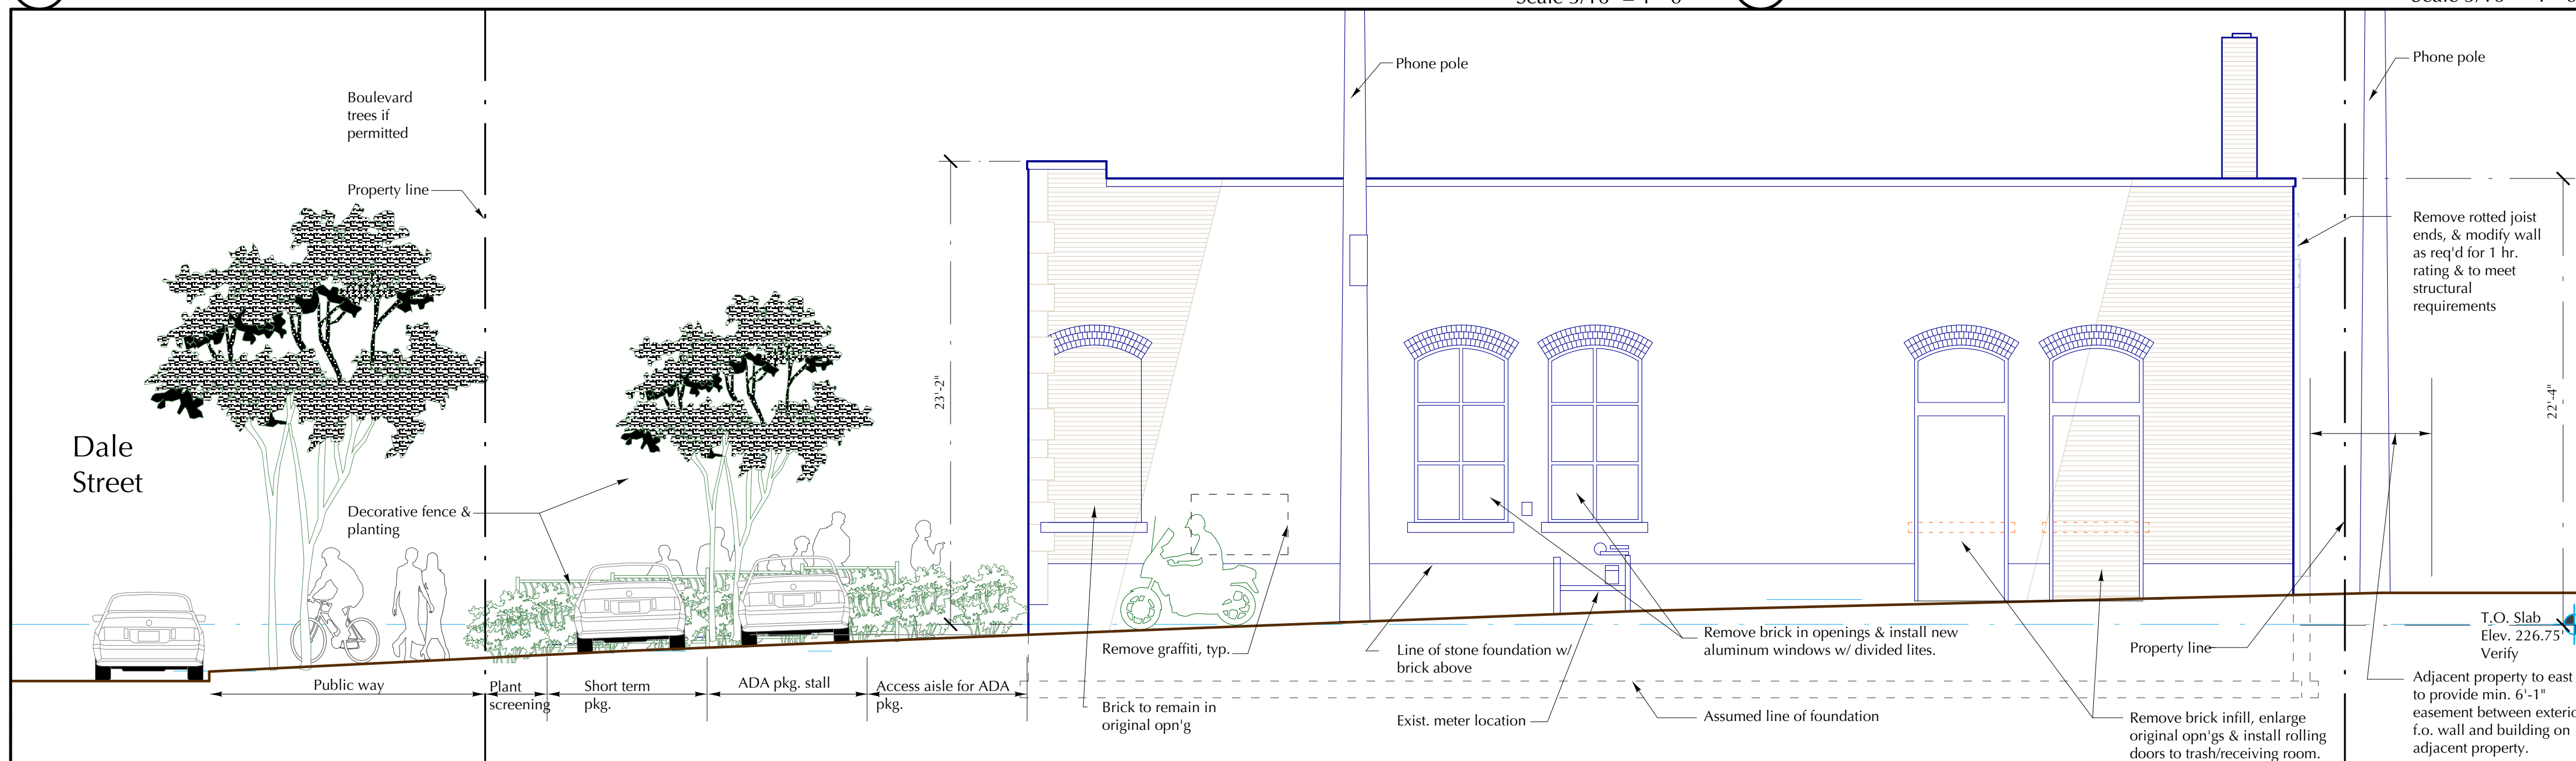 Phone pole
Phone pole
Boulevard
trees if
permitted
Property line
Remove rotted joist
ends, & modify wall
as req'd for 1 hr.
rating & to meet
structural
requirements
23'-2"
22'-4"
Dale
Street
Decorative fence &
planting
Public way
Plant
screening
Short term
pkg.
ADA pkg. stall
Access aisle for ADA
pkg.
Remove graffiti, typ.
Brick to remain in
original opn'g
Line of stone foundation w/
brick above
Exist. meter location
Remove brick in openings & install new
aluminum windows w/ divided lites.
Assumed line of foundation
Property line
Remove brick infill, enlarge
original opn'gs & install rolling
doors to trash/receiving room.
T.O. Slab
Elev. 226.75'
Verify
Adjacent property to east
to provide min. 6'-1"
easement between
f.o. wall and building on
adjacent property.